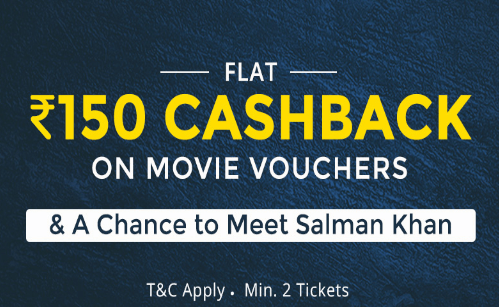 FLAT
₹150 CASHBACK
ON MOVIE VOUCHERS
& A Chance to Meet Salman Khan
T&C Apply • Min. 2 Tickets